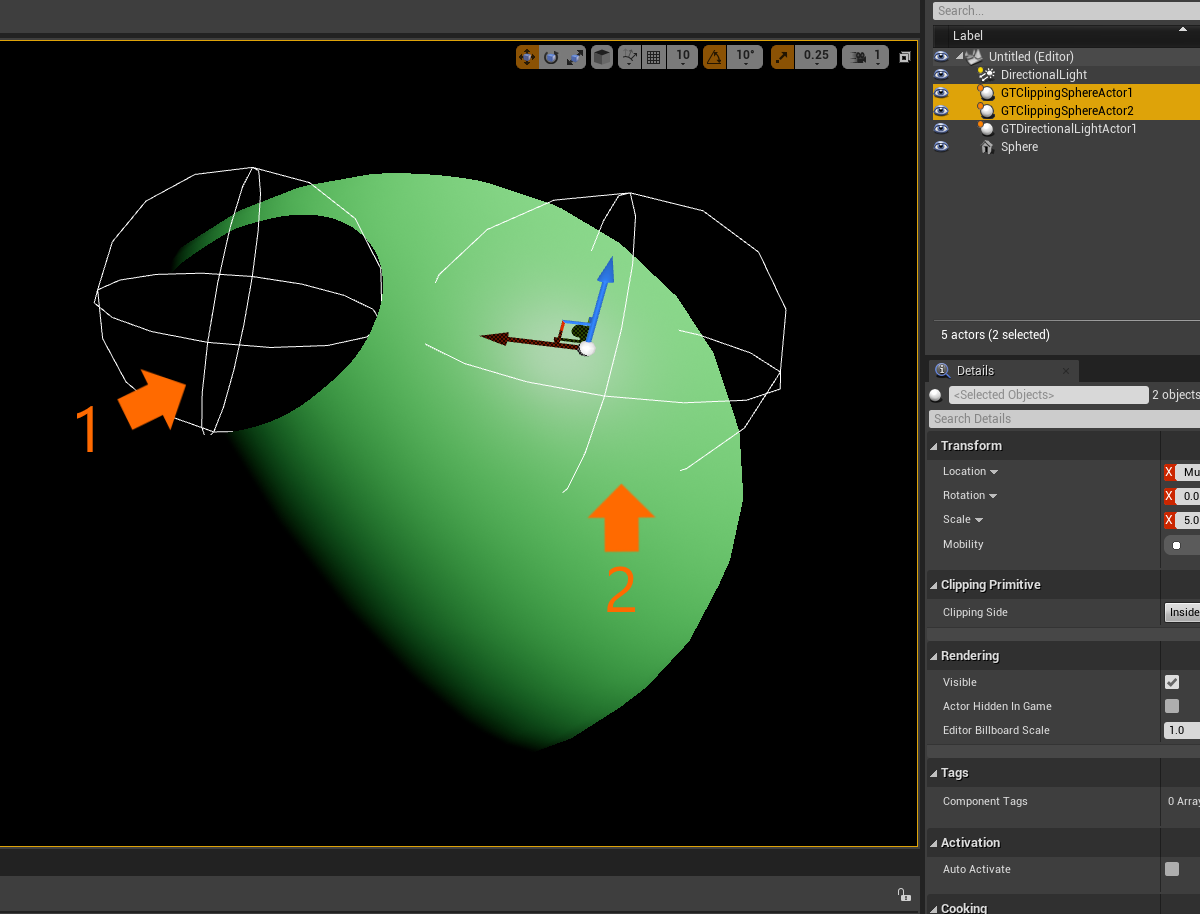 Search...
Label
10
10°
0.25
1
Untitled (Editor)
DirectionalLight
GTClippingSphereActor1
GTClippingSphereActor2
GTDirectionalLightActor1
Sphere
5 actors (2 selected)
Details
<Selected Objects>
2 objects
Search Details
Transform
Location
X
Mu
Rotation
X
0.0
Scale
X
5.0
Mobility
Clipping Primitive
Clipping Side
Inside
Rendering
Visible
Actor Hidden In Game
Editor Billboard Scale
1.0
Tags
Component Tags
0 Array
Activation
Auto Activate
Cooking
1
2